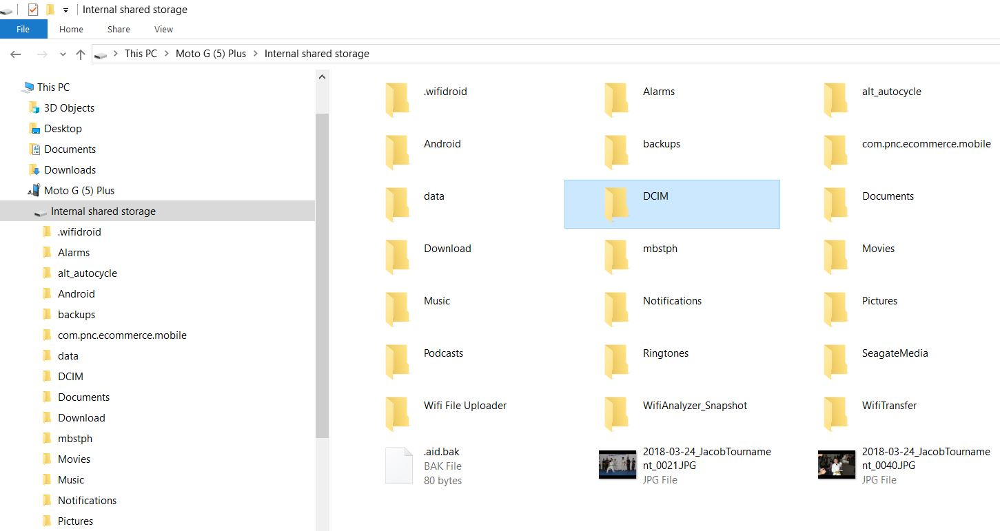 Internal shared storage
File Home Share View
This PC > Moto G (5) Plus > Internal shared storage
This PC
3D Objects
Desktop
Documents
Downloads
Moto G (5) Plus
Internal shared storage
.wifidroid
Alarms
alt_autocycle
Android
backups
com.pnc.ecommerce.mobile
data
DCIM
Documents
Download
mbstph
Movies
Music
Notifications
Pictures
.wifidroid
Alarms
alt_autocycle
Android
backups
com.pnc.ecommerce.mobile
data
DCIM
Documents
Download
mbstph
Movies
Music
Notifications
Pictures
Podcasts
Ringtones
SeagateMedia
Wifi File Uploader
WifiAnalyzer_Snapshot
WifiTransfer
.aid.bak
BAK File
80 bytes
2018-03-24_JacobTourname
nt_0021.JPG
JPG File
2018-03-24_JacobTourname
nt_0040.JPG
JPG File